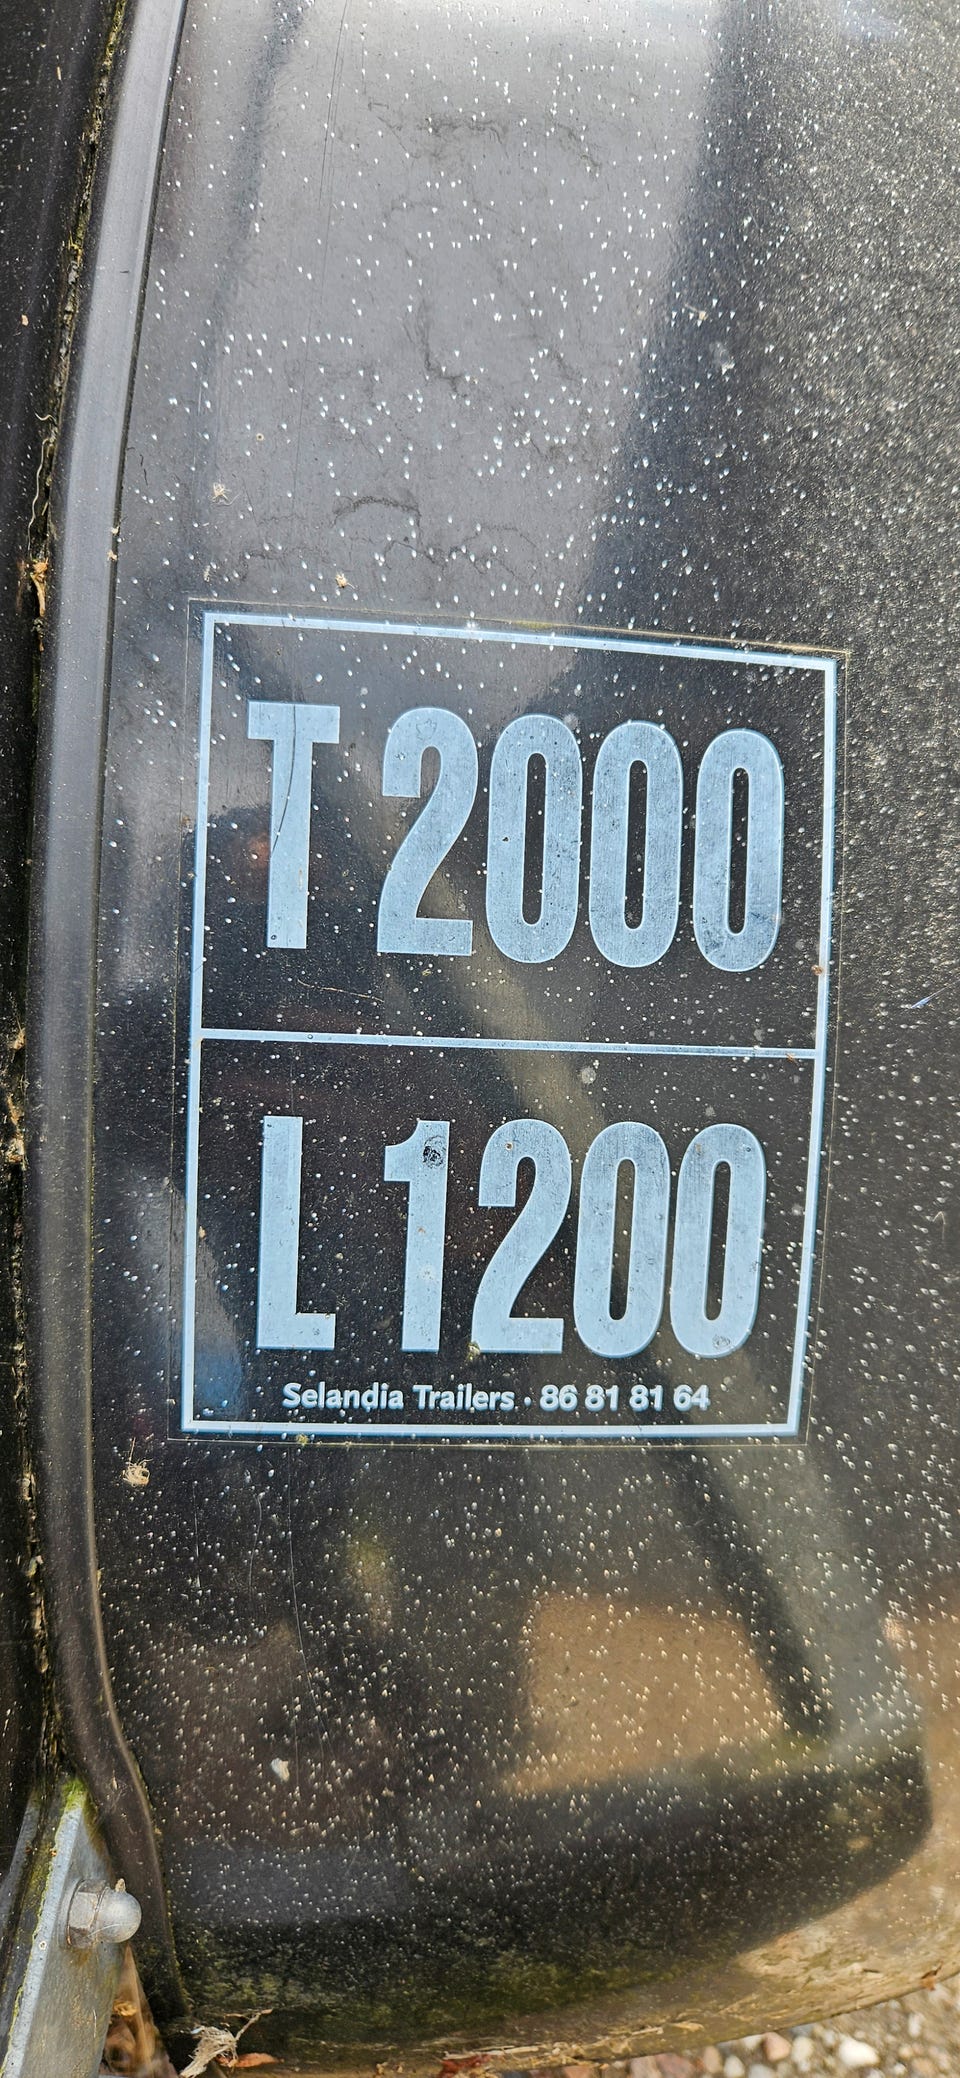 T 2000
L 1200
Selandia Trailers · 86 81 81 64